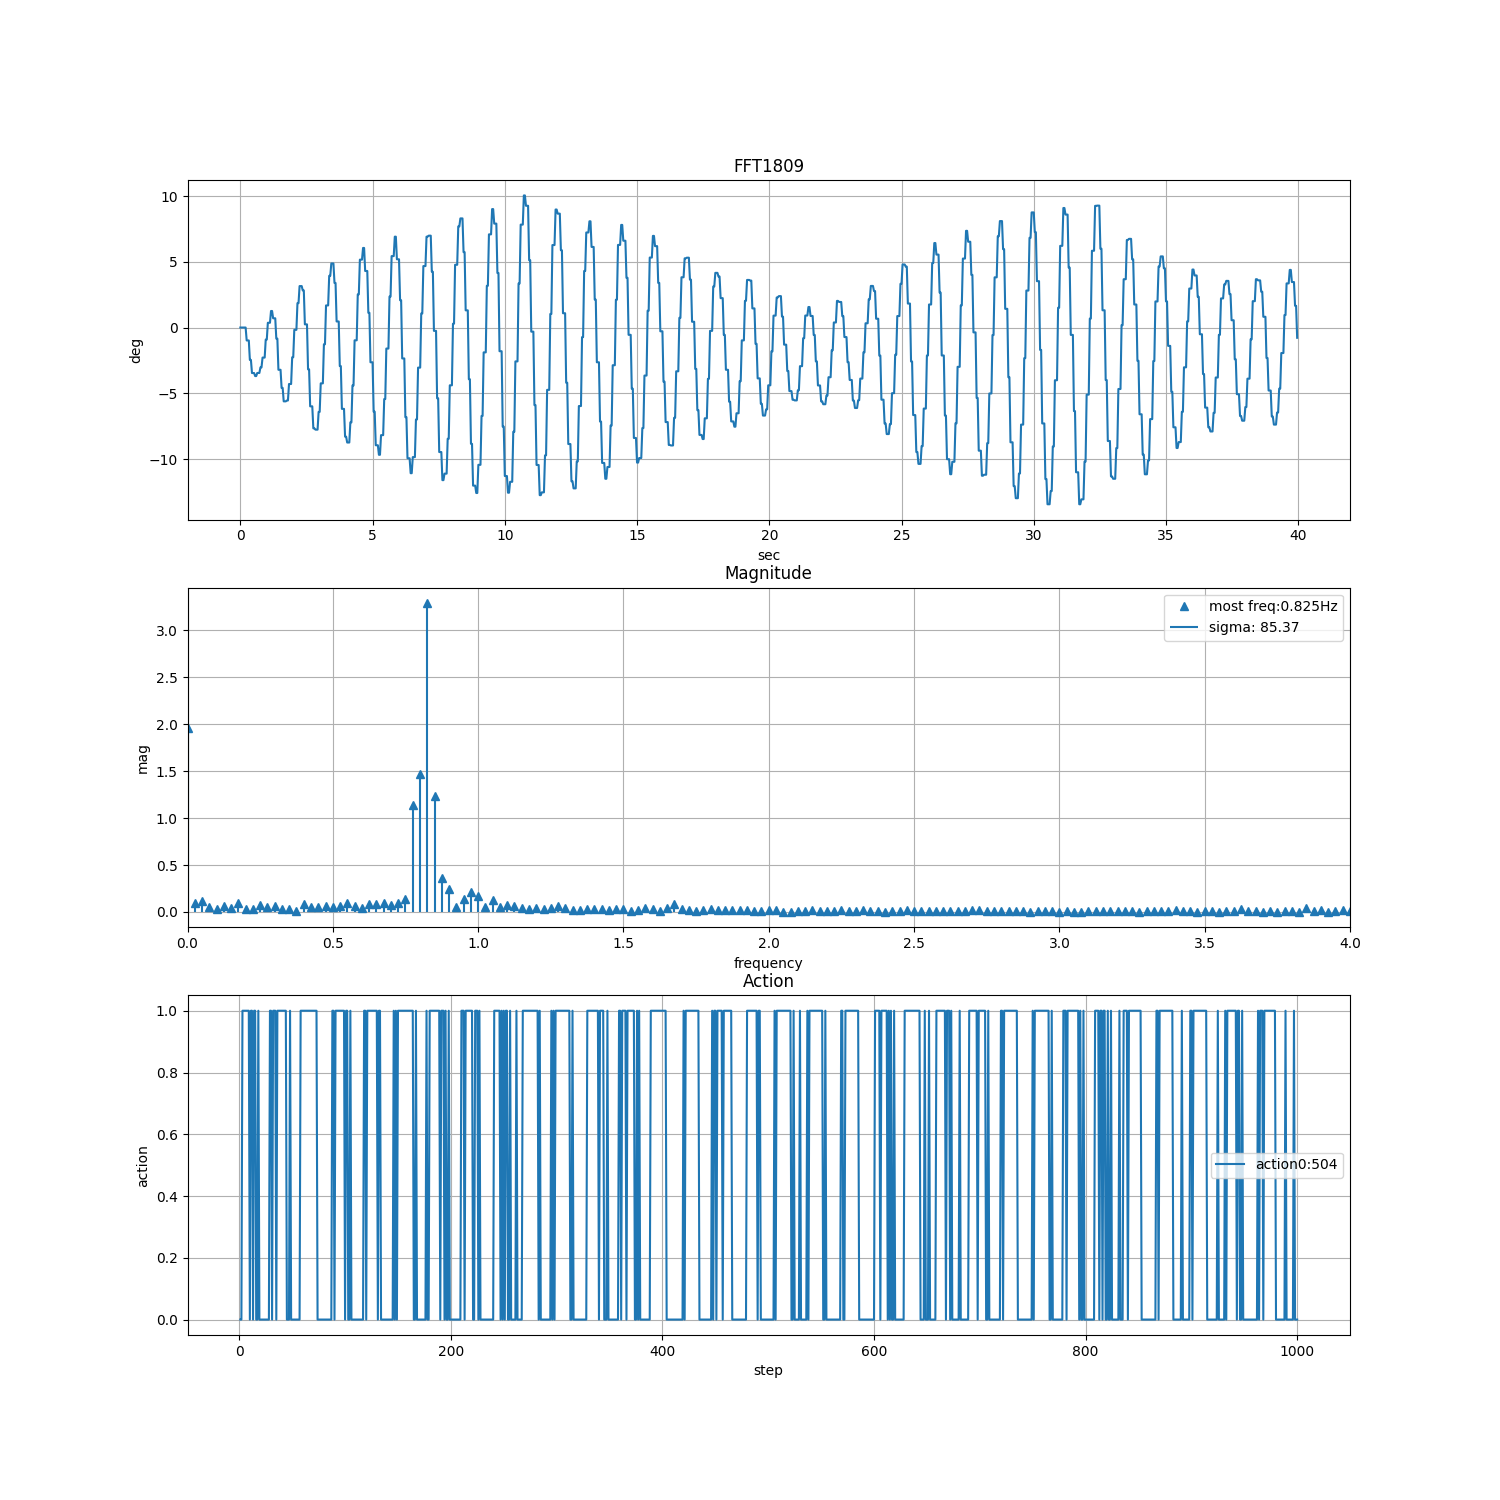 FFT1809
10
5
0
−5
−10
deg
0 5 10 15 20 25 30 35 40
sec
Magnitude
most freq:0.825Hz
sigma: 85.37
3.0
2.5
2.0
1.5
1.0
0.5
0.0
mag
0.0 0.5 1.0 1.5 2.0 2.5 3.0 3.5 4.0
frequency
Action
1.0
0.8
0.6
0.4
0.2
0.0
action
action0:504
0 200 400 600 800 1000
step